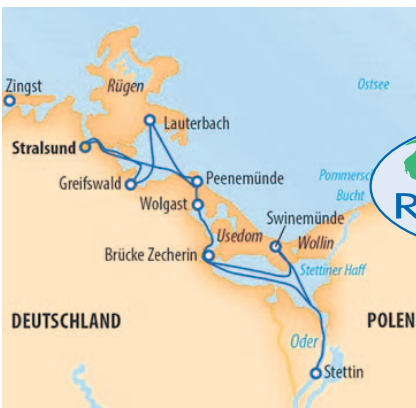 Zingst
Rügen
Ostsee
Lauterbach
Stralsund
Greifswald
Peenemünde
Pommersc
Bucht
R
Wolgast
Swinemünde
Usedom
Wollin
Brücke Zecherin
Stettiner Haff
DEUTSCHLAND
POLEN
Oder
Stettin